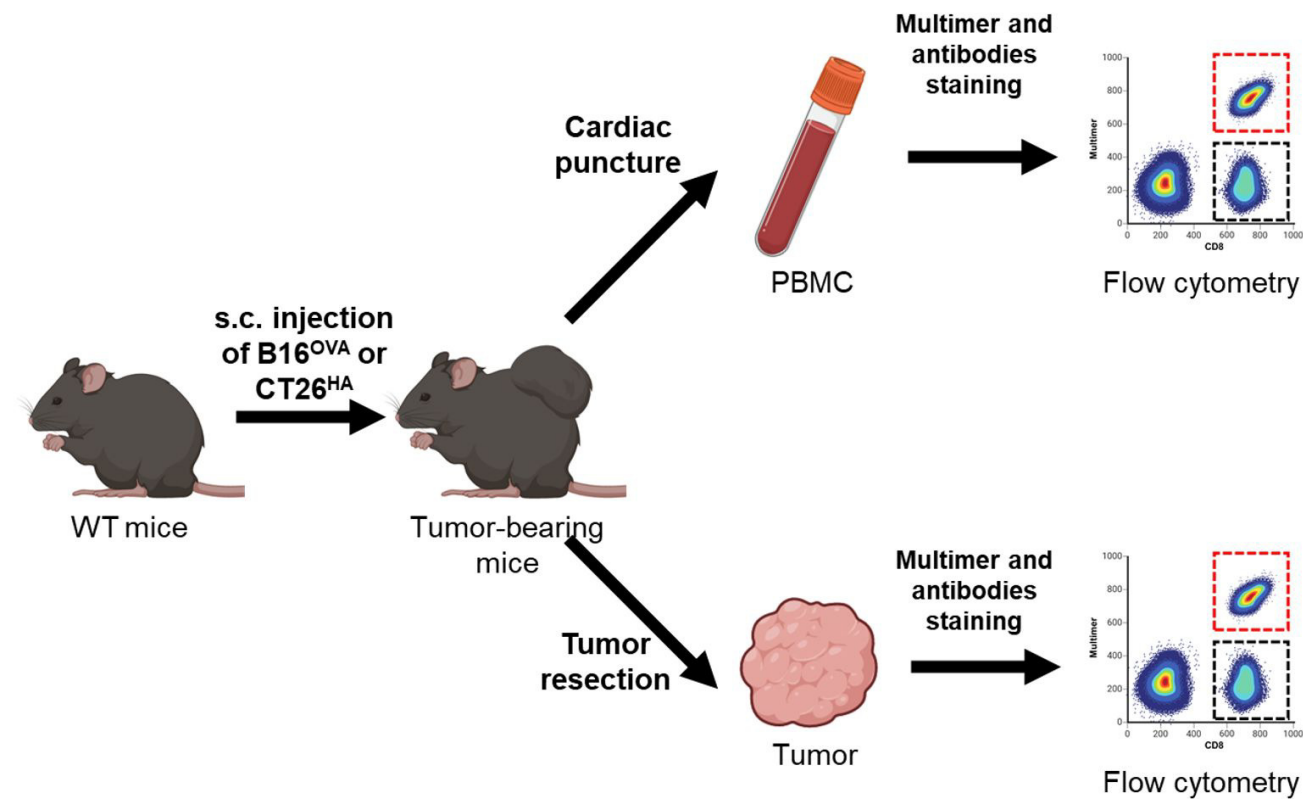 Multimer and
antibodies
staining
Cardiac
puncture
1000
800
600
400
200
0
Multimer
0 200 400 600 800 1000
CD8
PBMC
Flow cytometry
s.c. injection
of B16OVA or
CT26HA
WT mice
Tumor-bearing
mice
Multimer and
antibodies
staining
Tumor
resection
1000
800
600
400
200
0
Multimer
0 200 400 600 800 1000
CD8
Tumor
Flow cytometry